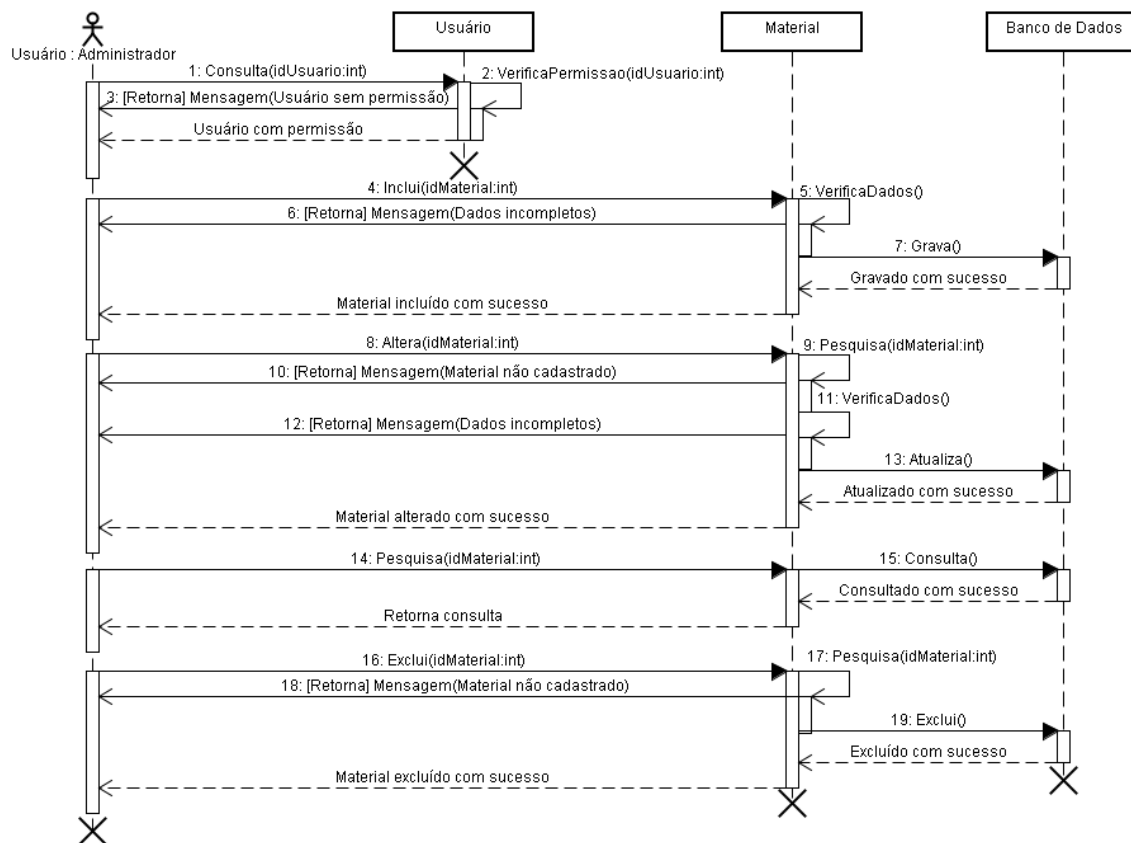 Usuário
Material
Banco de Dados
Usuário : Administrador
1: Consulta(idUsuario:int)
2: VerificaPermissao(idUsuario:int)
3: [Retorna] Mensagem(Usuário sem permissão)
Usuário com permissão
4: Inclui(idMaterial:int)
5: VerificaDados()
6: [Retorna] Mensagem(Dados incompletos)
7: Grava()
Gravado com sucesso
Material incluído com sucesso
8: Altera(idMaterial:int)
9: Pesquisa(idMaterial:int)
10: [Retorna] Mensagem(Material não cadastrado)
11: VerificaDados()
12: [Retorna] Mensagem(Dados incompletos)
13: Atualiza()
Atualizado com sucesso
Material alterado com sucesso
14: Pesquisa(idMaterial:int)
15: Consulta()
Consultado com sucesso
Retorna consulta
16: Exclui(idMaterial:int)
17: Pesquisa(idMaterial:int)
18: [Retorna] Mensagem(Material não cadastrado)
19: Exclui()
Excluído com sucesso
Material excluído com sucesso